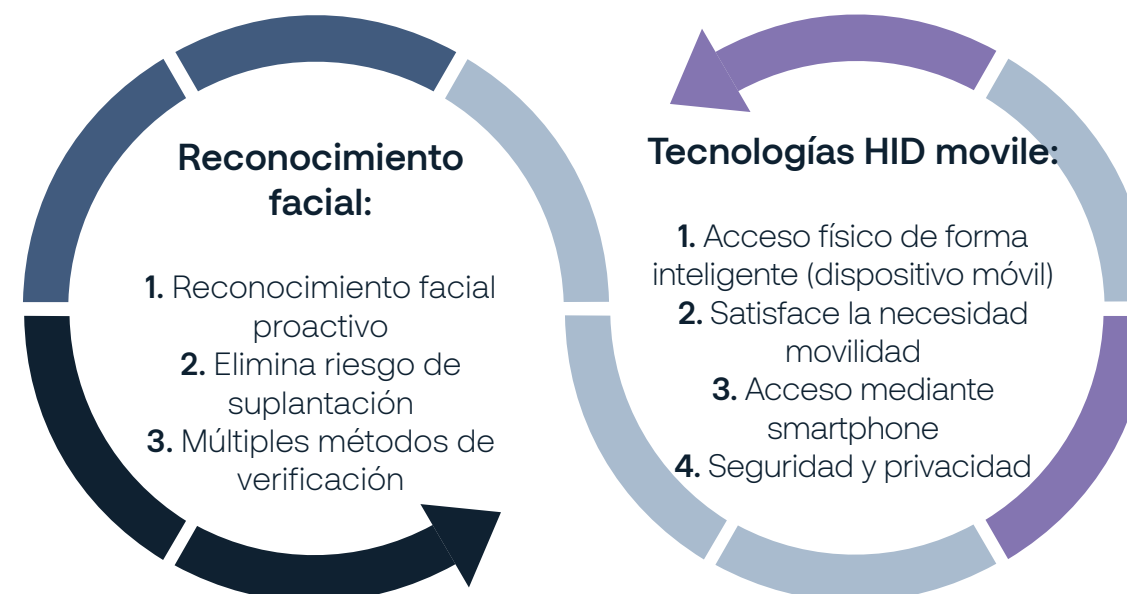 Reconocimiento
facial:
1. Reconocimiento facial
proactivo
2. Elimina riesgo de
suplantación
3. Múltiples métodos de
verificación
Tecnologías HID movile:
1. Acceso físico de forma
inteligente (dispositivo móvil)
2. Satisface la necesidad
movilidad
3. Acceso mediante
smartphone
4. Seguridad y privacidad